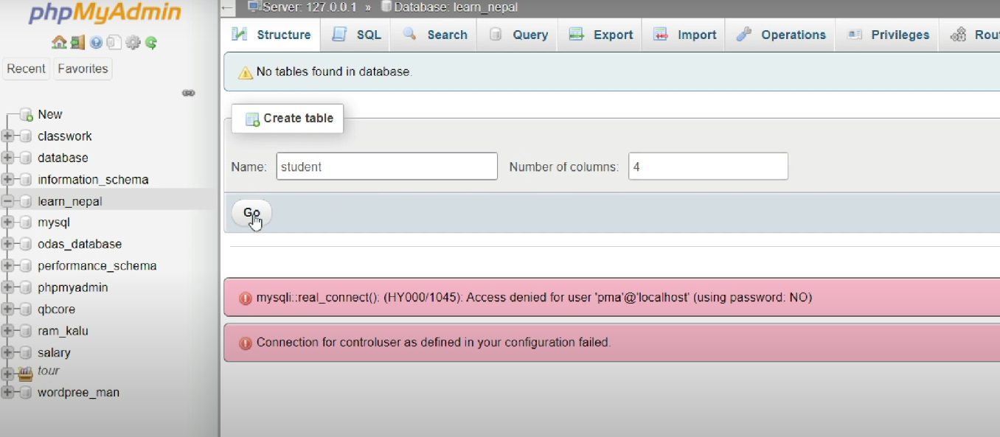 phpMyAdmin
Recent Favorites
New
classwork
database
information_schema
learn_nepal
mysql
odas_database
performance_schema
phpmyadmin
qbcore
ram_kalu
salary
tour
wordpree_man
Server: 127.0.0.1 » Database: learn_nepal
Structure SQL Search Query Export Import Operations Privileges Rou
No tables found in database.
Create table
Name: student Number of columns: 4
Go
mysqli::real_connect(): (HY000/1045): Access denied for user 'pma'@'localhost' (using password: NO)
Connection for controluser as defined in your configuration failed.